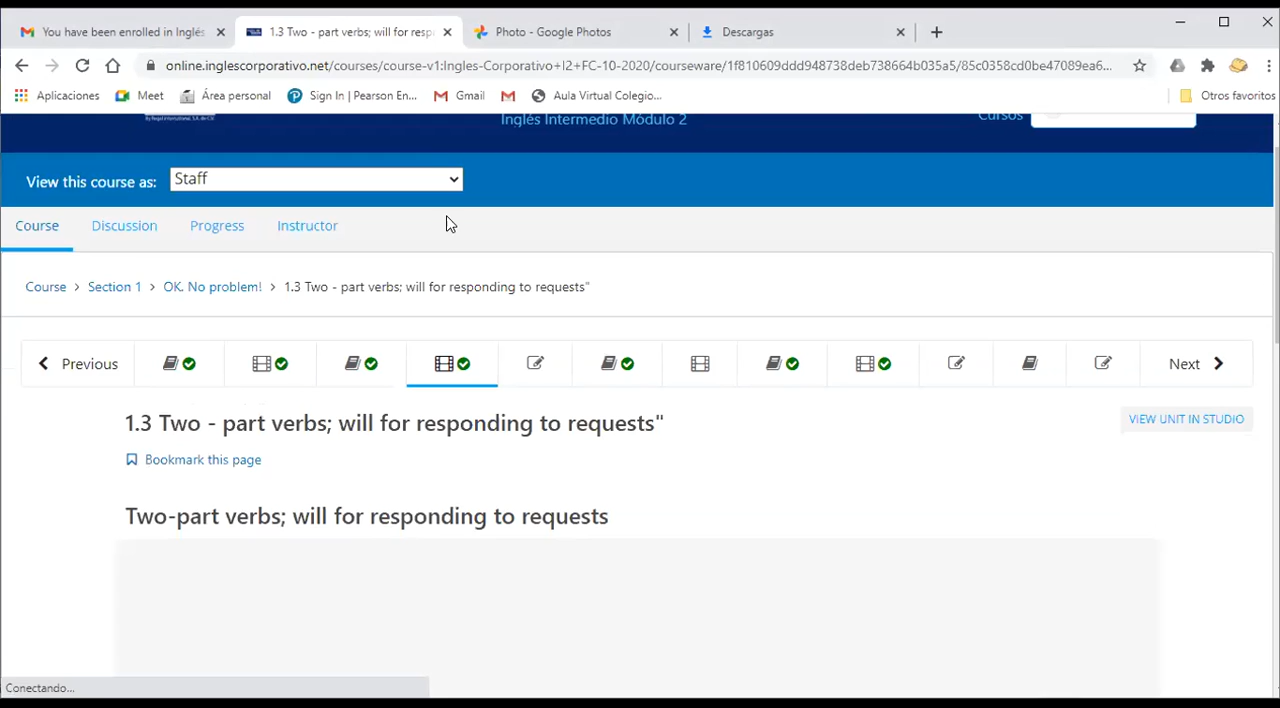 You have been enrolled in Inglés
1.3 Two - part verbs; will for resp
Photo - Google Photos
Descargas
online.inglescorporativo.net/courses/course-v1:Ingles-Corporativo+I2+FC-10-2020/courseware/1f810609ddd948738deb738664b035a5/85c0358cd0be47089ea6...
Aplicaciones
Meet
Área personal
Sign In | Pearson En...
Gmail
Aula Virtual Colegio...
Otros favoritos
Inglés Intermedio Módulo 2
Cursos
View this course as:
Staff
Course
Discussion
Progress
Instructor
Course > Section 1 > OK. No problem! > 1.3 Two - part verbs; will for responding to requests"
Previous
Next
1.3 Two - part verbs; will for responding to requests"
VIEW UNIT IN STUDIO
Bookmark this page
Two-part verbs; will for responding to requests
Conectando...